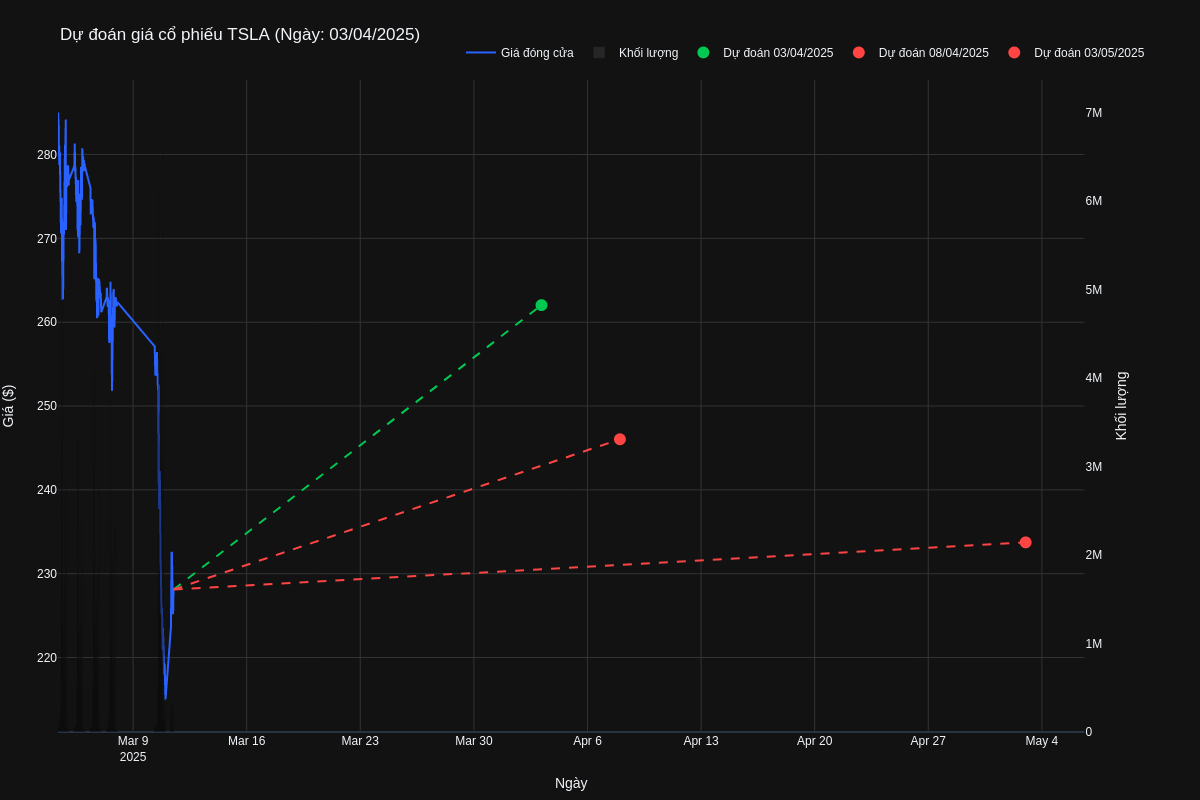 Dự đoán giá cổ phiếu TSLA (Ngày: 03/04/2025)
Giá đóng cửa
Khối lượng
Dự đoán 03/04/2025
Dự đoán 08/04/2025
Dự đoán 03/05/2025
Giá ($)
280
270
260
250
240
230
220
7M
6M
5M
4M
3M
2M
1M
0
Khối lượng
Mar 9
2025
Mar 16
Mar 23
Mar 30
Apr 6
Apr 13
Apr 20
Apr 27
May 4
Ngày